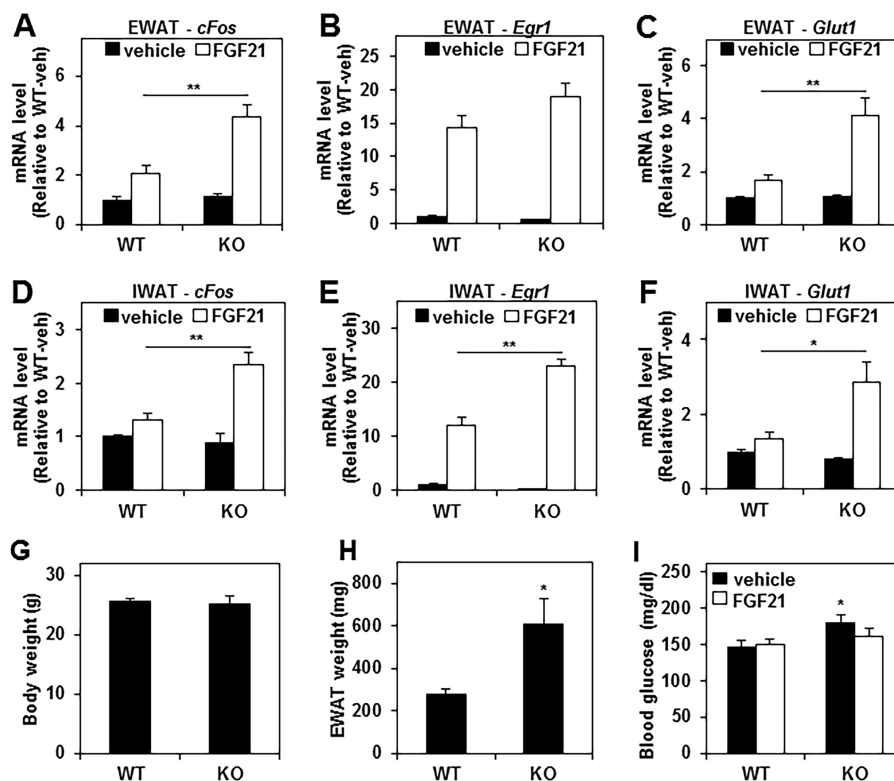 A
EWAT - cFos
vehicle FGF21
mRNA level
(Relative to WT-veh)
6
4
2
0
**
WT KO
B
EWAT - Egr1
vehicle FGF21
mRNA level
(Relative to WT-veh)
25
20
15
10
5
0
WT KO
C
EWAT - Glut1
vehicle FGF21
mRNA level
(Relative to WT-veh)
6
4
2
0
**
WT KO
D
IWAT - cFos
vehicle FGF21
mRNA level
(Relative to WT-veh)
3
2
1
0
**
WT KO
E
IWAT - Egr1
vehicle FGF21
mRNA level
(Relative to WT-veh)
30
20
10
0
**
WT KO
F
IWAT - Glut1
vehicle FGF21
mRNA level
(Relative to WT-veh)
4
2
0
*
WT KO
G
Body weight (g)
30
20
10
0
WT KO
H
EWAT weight (mg)
800
600
400
200
0
*
WT KO
I
vehicle
FGF21
Blood glucose (mg/dl)
250
200
150
100
50
0
*
WT KO